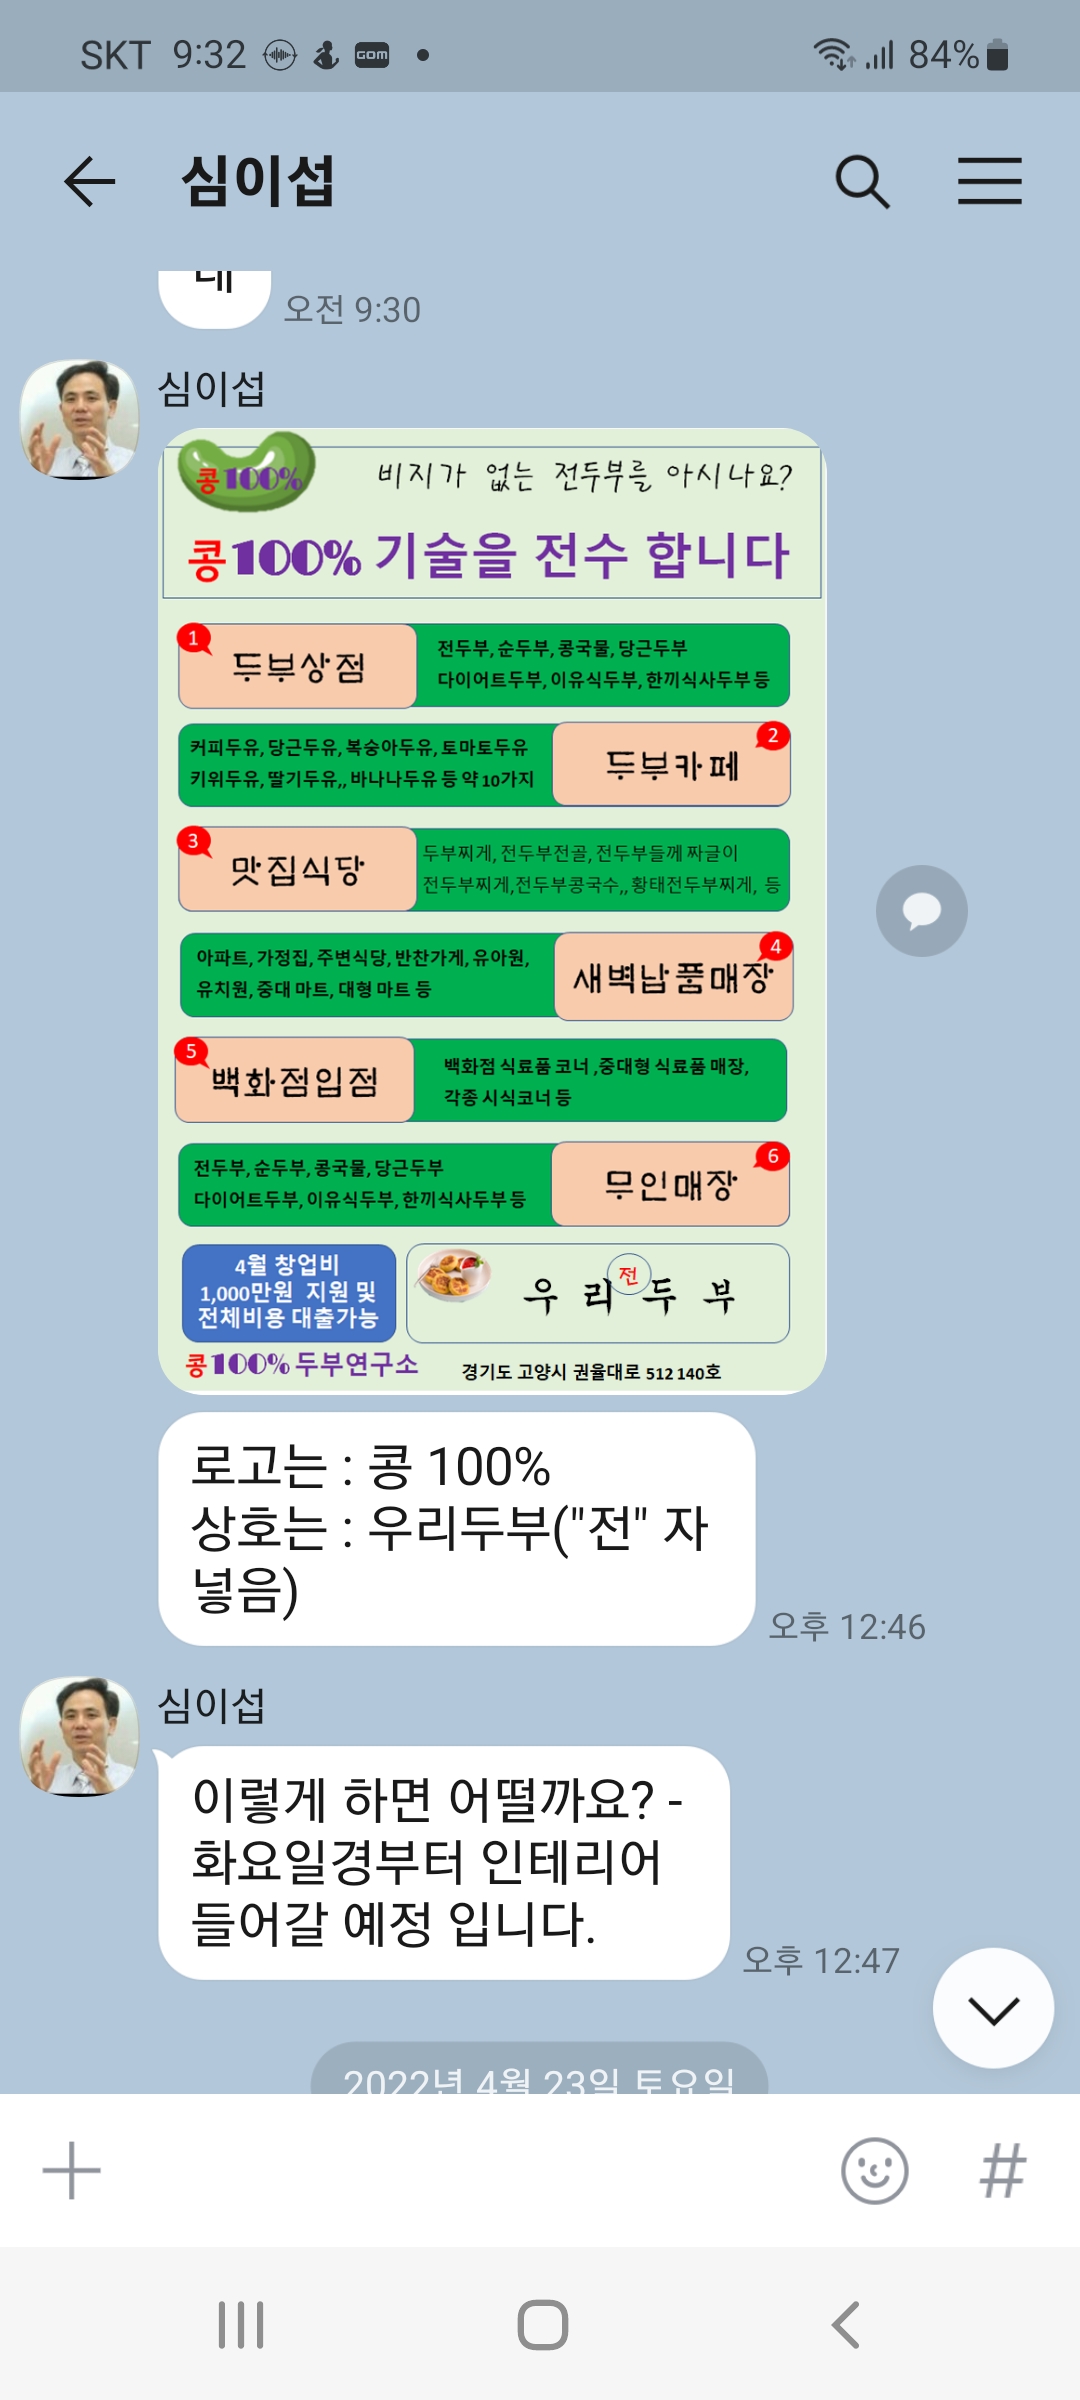 SKT 9:32 GOM 84%
심이섭
네
오전 9:30
심이섭
콩100%
비지가 없는 전두부를 아시나요?
콩100% 기술을 전수 합니다
1
두부상점
전두부, 순두부, 콩국물, 당근두부
다이어트두부, 이유식두부, 한끼식사두부 등
커피두유, 당근두유, 복숭아두유, 토마토두유
키위두유, 딸기두유,, 바나나두유 등 약 10가지
2
두부카페
3
맛집식당
두부찌게, 전두부전골, 전두부들께 짜글이
전두부찌게,전두부콩국수,, 황태전두부찌게, 등
아파트, 가정집, 주변식당, 반찬가게, 유아원,
유치원, 중대 마트, 대형 마트 등
4
새벽납품매장
5
백화점입점
백화점 식료품 코너 ,중대형 식료품 매장,
각종 시식코너 등
전두부, 순두부, 콩국물, 당근두부
다이어트두부, 이유식두부, 한끼식사두부 등
6
무인매장
4월 창업비
1,000만원 지원 및
전체비용 대출가능
전
우리두부
콩100% 두부연구소
경기도 고양시 권율대로 512 140호
로고는 : 콩 100%
상호는 : 우리두부("전" 자
넣음)
오후 12:46
심이섭
이렇게 하면 어떨까요? -
화요일경부터 인테리어
들어갈 예정 입니다.
오후 12:47
2022년 4월 23일 토요일
#